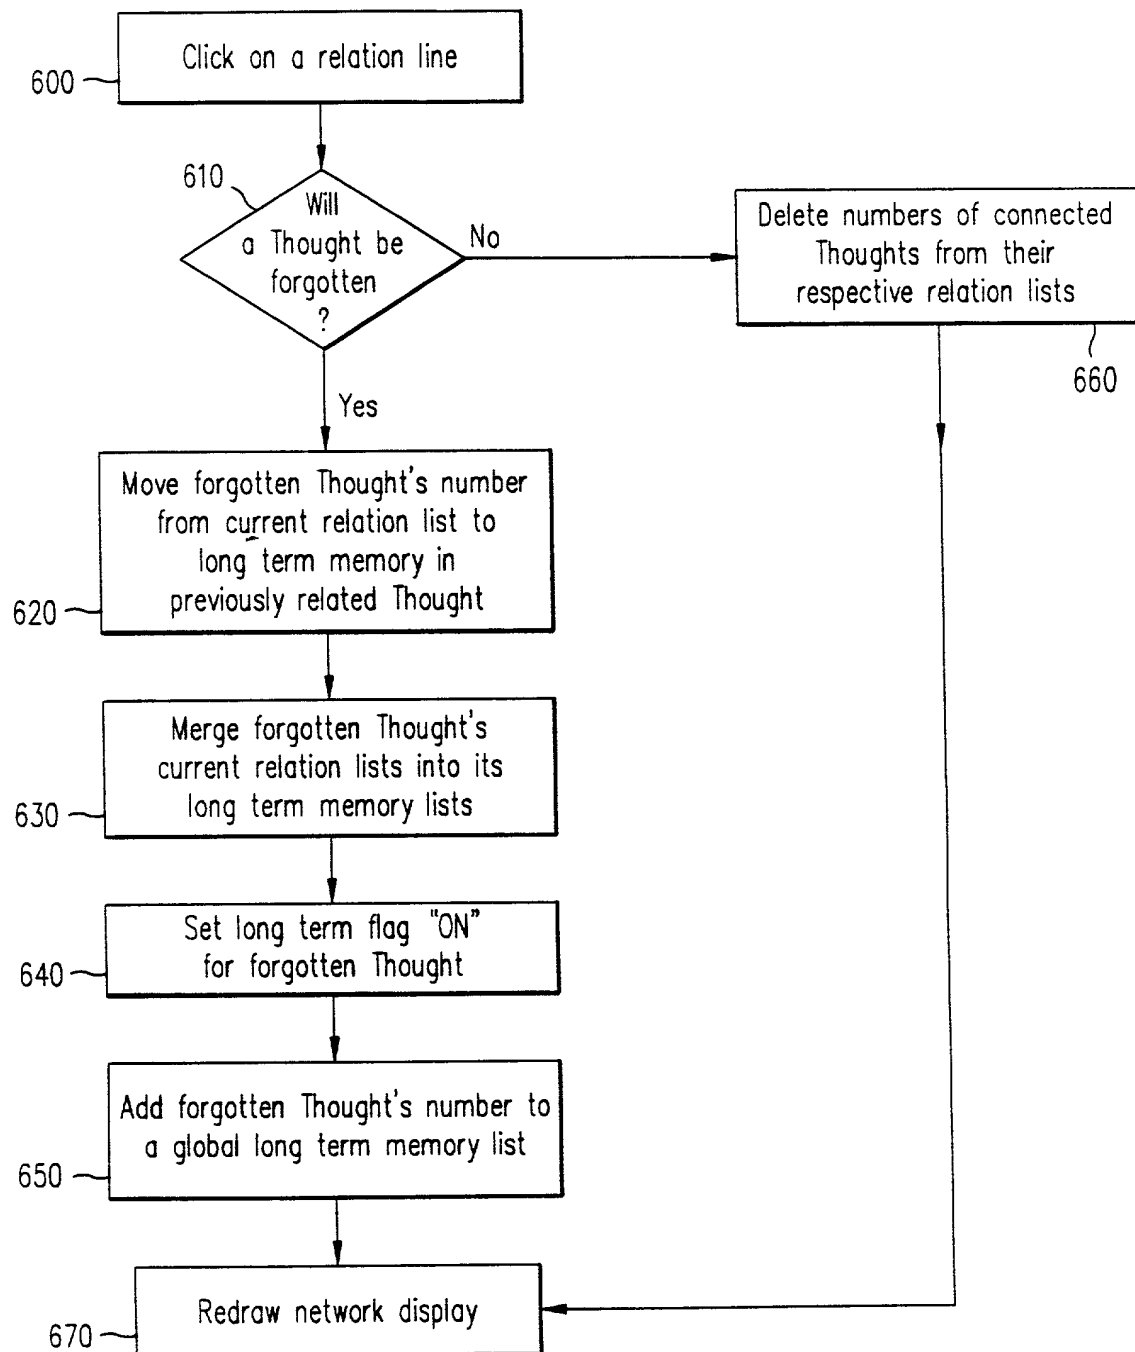 Click on a relation line
600
610
Will
a Thought be
forgotten
?
No
Delete numbers of connected
Thoughts from their
respective relation lists
660
Yes
Move forgotten Thought's number
from current relation list to
long term memory in
previously related Thought
620
Merge forgotten Thought's
current relation lists into its
long term memory lists
630
Set long term flag "ON"
for forgotten Thought
640
Add forgotten Thought's number to
a global long term memory list
650
Redraw network display
670